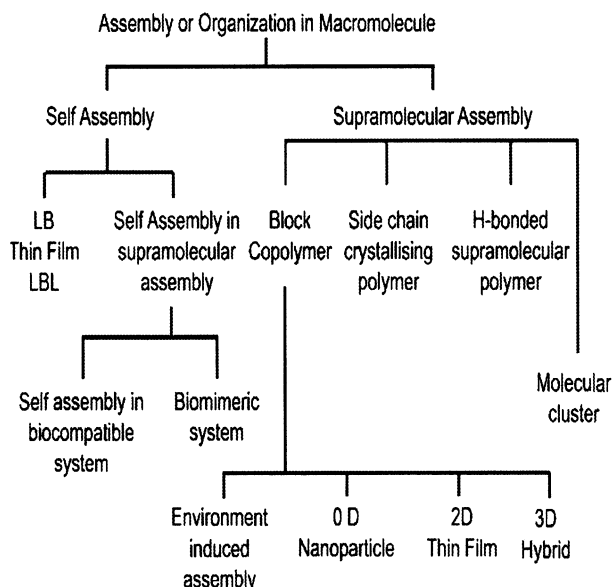 Assembly or Organization in Macromolecule
Self Assembly
Supramolecular Assembly
LB
Thin Film
LBL
Self Assembly in
supramolecular
assembly
Block
Copolymer
Side chain
crystallising
polymer
H-bonded
supramolecular
polymer
Molecular
cluster
Self assembly in
biocompatible
system
Biomimeric
system
Environment
induced
assembly
0 D
Nanoparticle
2D
Thin Film
3D
Hybrid